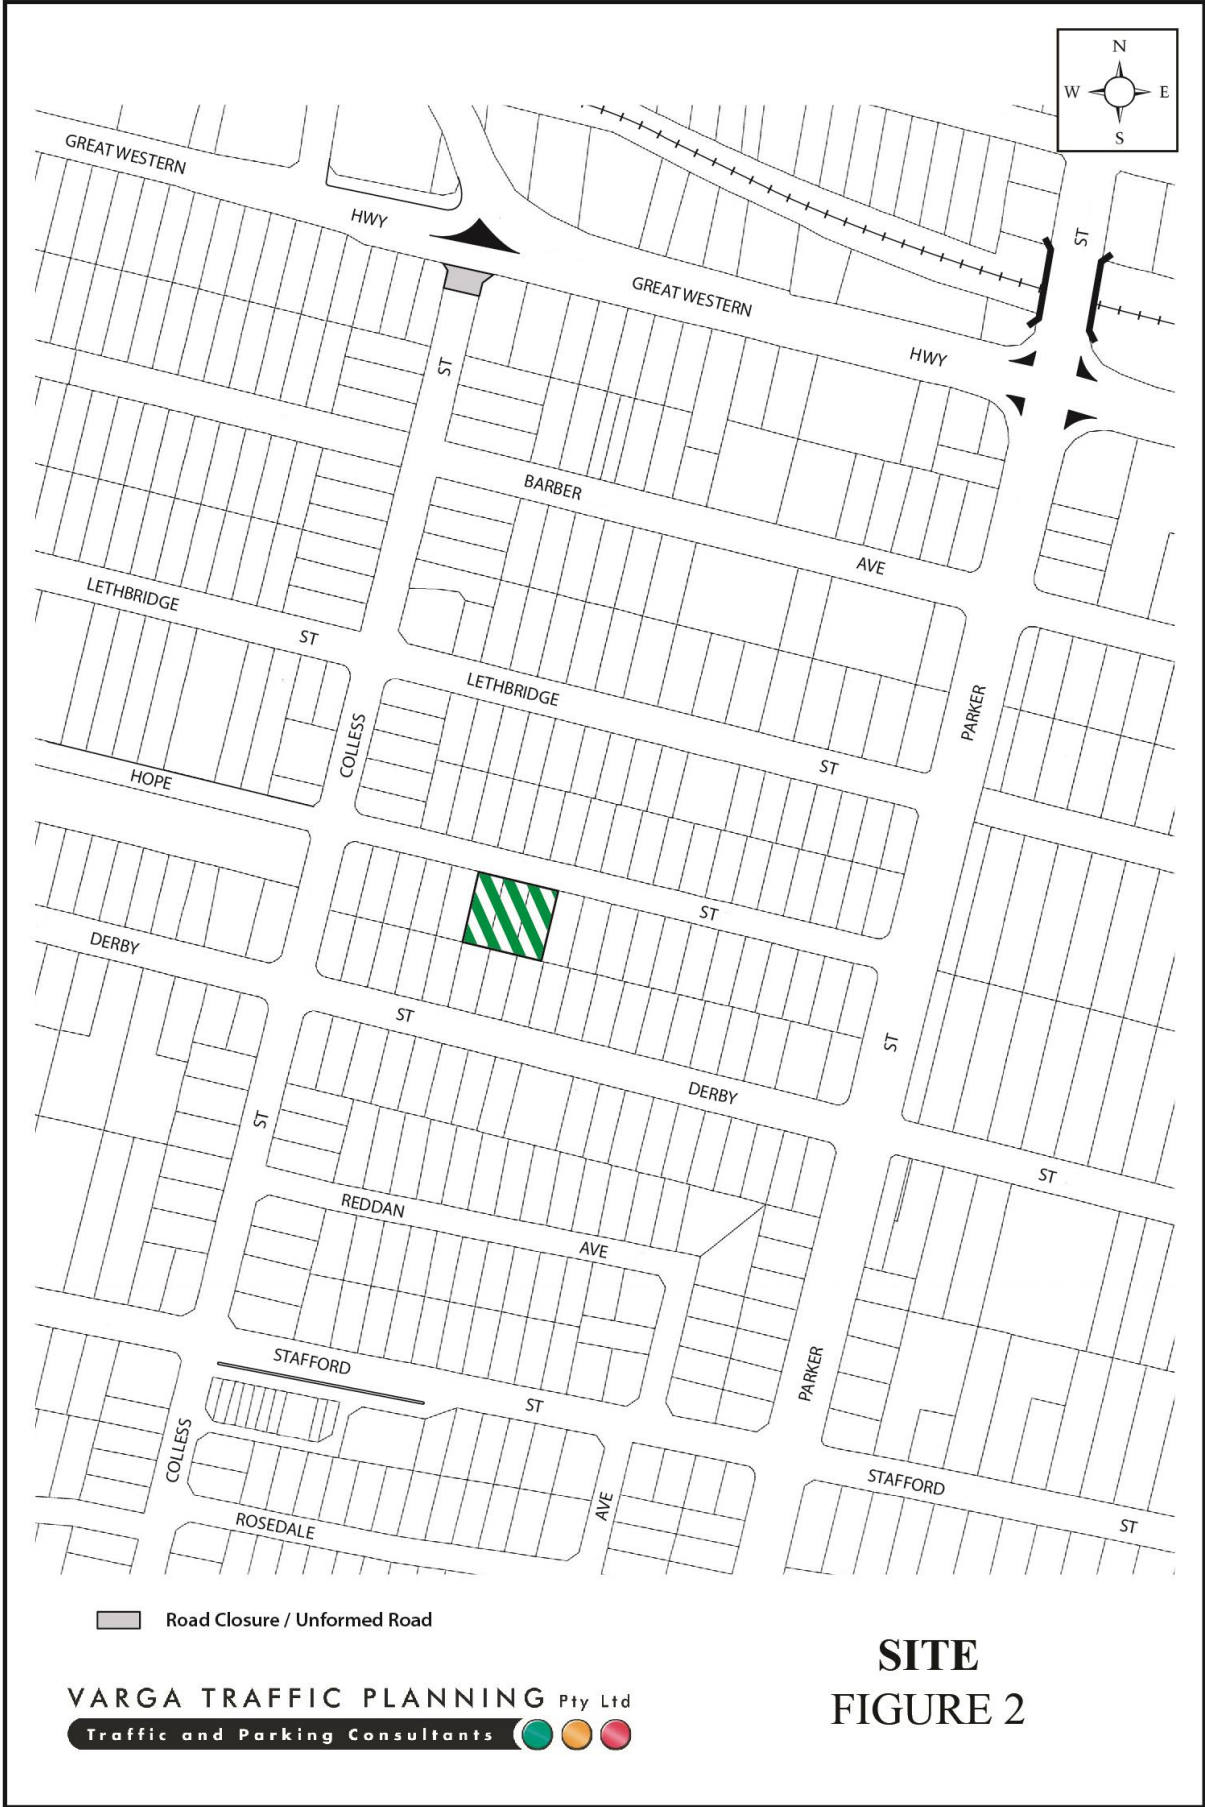 N
W E
S
GREAT WESTERN
HWY
ST
GREAT WESTERN
HWY
ST
BARBER
AVE
LETHBRIDGE
ST
LETHBRIDGE
PARKER
COLLESS
ST
HOPE
ST
DERBY
ST
ST
DERBY
ST
ST
REDDAN
AVE
STAFFORD
PARKER
ST
COLLESS
STAFFORD
AVE
ST
ROSEDALE
Road Closure / Unformed Road
SITE
FIGURE 2
VARGA TRAFFIC PLANNING Pty Ltd
Traffic and Parking Consultants